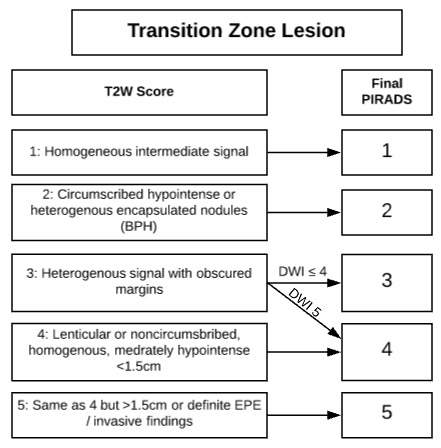 Transition Zone Lesion
T2W Score
Final
PIRADS
1: Homogeneous intermediate signal
1
2: Circumscribed hypointense or
heterogenous encapsulated nodules
(BPH)
2
3: Heterogenous signal with obscured
margins
DWI ≤ 4
DWI 5
3
4: Lenticular or noncircumsbribed,
homogenous, medrately hypointense
<1.5cm
4
5: Same as 4 but >1.5cm or definite EPE
/ invasive findings
5